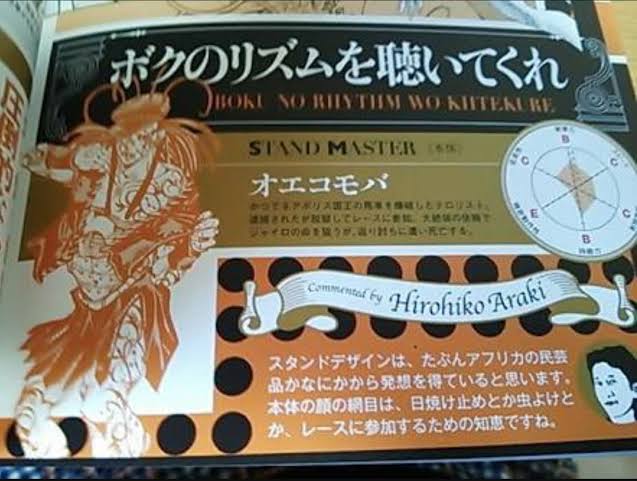 ボクのリズムを聴いてくれ
BOKU NO RHYTHM WO KIITEKURE
STAND MASTER 《本体》
オエコモバ
かつてネアポリス国王の馬車を爆破したテロリスト。
逮捕されたが脱獄してレースに参加。大統領の依頼で
ジャイロの命を狙うが、返り討ちに遭い死亡する。
B
C
C
E
C
B
持続力
Commented by Hirohiko Araki
スタンドデザインは、たぶんアフリカの民芸
品かなにかから発想を得ていると思います。
本体の顔の網目は、日焼け止めとか虫よけと
か、レースに参加するための知恵ですね。